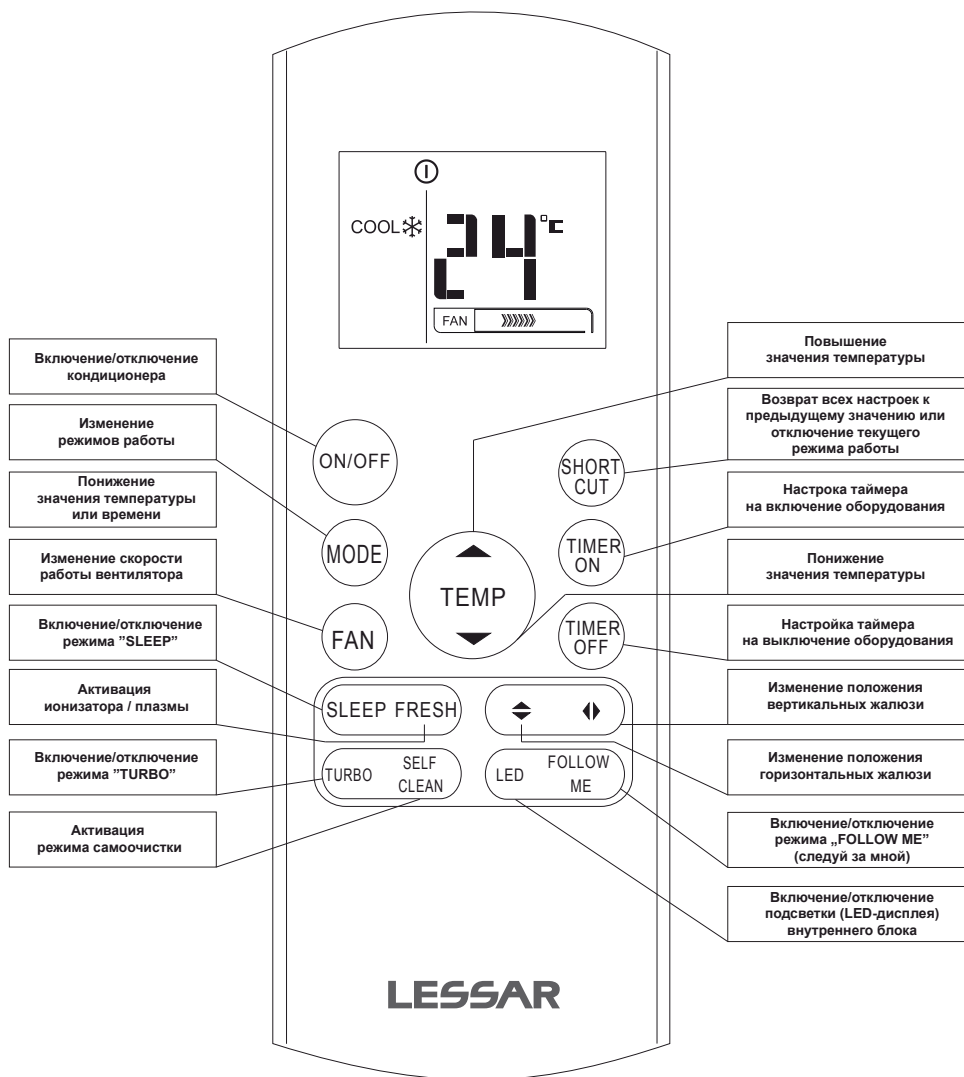 COOL
24°C
FAN
Включение/отключение
кондиционера
Изменение
режимов работы
Понижение
значения температуры
или времени
Изменение скорости
работы вентилятора
Включение/отключение
режима ”SLEEP”
Активация
ионизатора / плазмы
Включение/отключение
режима ”TURBO”
Активация
режима самоочистки
ON/OFF
MODE
FAN
TEMP
SHORT
CUT
TIMER
ON
TIMER
OFF
SLEEP FRESH
TURBO
SELF
CLEAN
LED
FOLLOW
ME
Повышение
значения температуры
Возврат всех настроек к
предыдущему значению или
отключение текущего
режима работы
Настрока таймера
на включение оборудования
Понижение
значения температуры
Настройка таймера
на выключение оборудования
Изменение положения
вертикальных жалюзи
Изменение положения
горизонтальных жалюзи
Включение/отключение
режима „FOLLOW ME”
(следуй за мной)
Включение/отключение
подсветки (LED-дисплея)
внутреннего блока
LESSAR